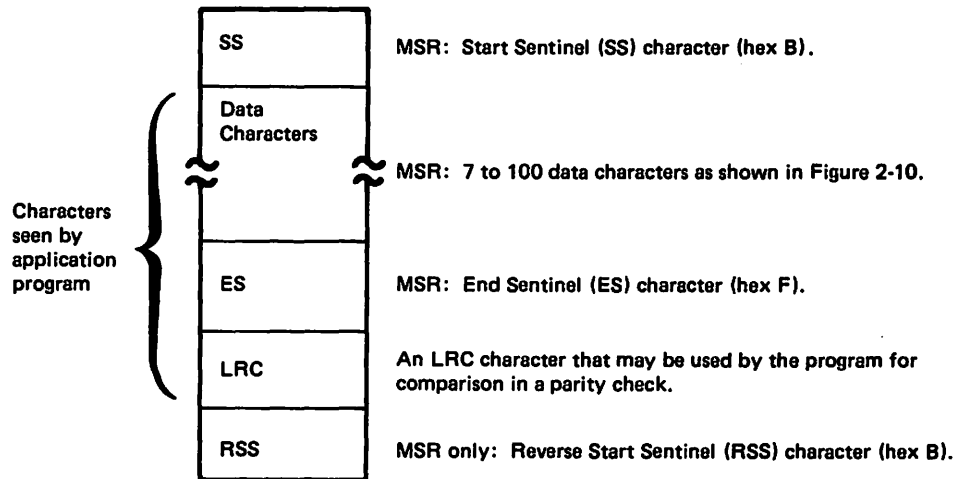 SS
MSR: Start Sentinel (SS) character (hex B).
Data
Characters
MSR: 7 to 100 data characters as shown in Figure 2-10.
Characters
seen by
application
program
ES
MSR: End Sentinel (ES) character (hex F).
LRC
An LRC character that may be used by the program for
comparison in a parity check.
RSS
MSR only: Reverse Start Sentinel (RSS) character (hex B).